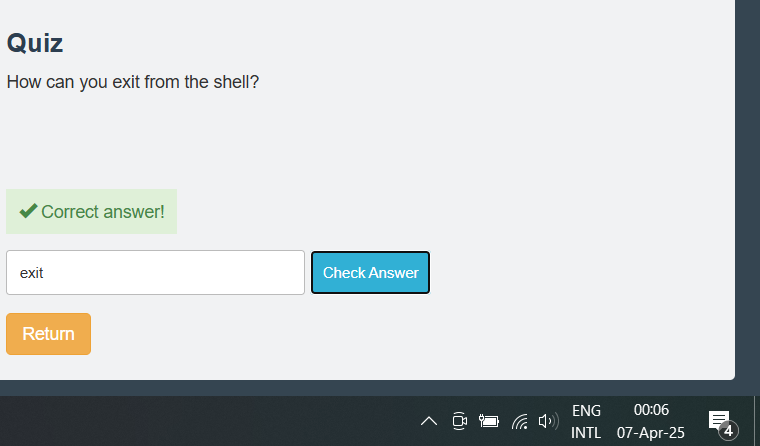 Quiz
How can you exit from the shell?
Correct answer!
exit
Check Answer
Return
ENG
INTL
00:06
07-Apr-25
4